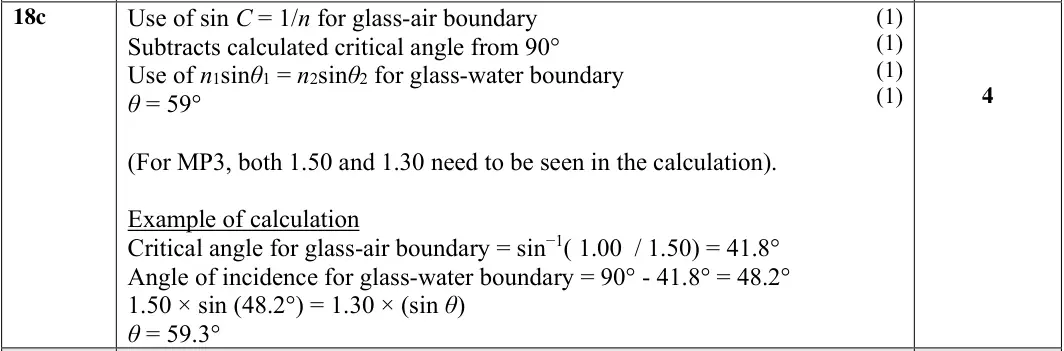 18c
Use of sin C = 1/n for glass-air boundary (1)
Subtracts calculated critical angle from 90° (1)
Use of n₁sinθ₁ = n₂sinθ₂ for glass-water boundary (1)
θ = 59° (1)
4
(For MP3, both 1.50 and 1.30 need to be seen in the calculation).
Example of calculation
Critical angle for glass-air boundary = sin⁻¹( 1.00 / 1.50) = 41.8°
Angle of incidence for glass-water boundary = 90° - 41.8° = 48.2°
1.50 × sin (48.2°) = 1.30 × (sin θ)
θ = 59.3°